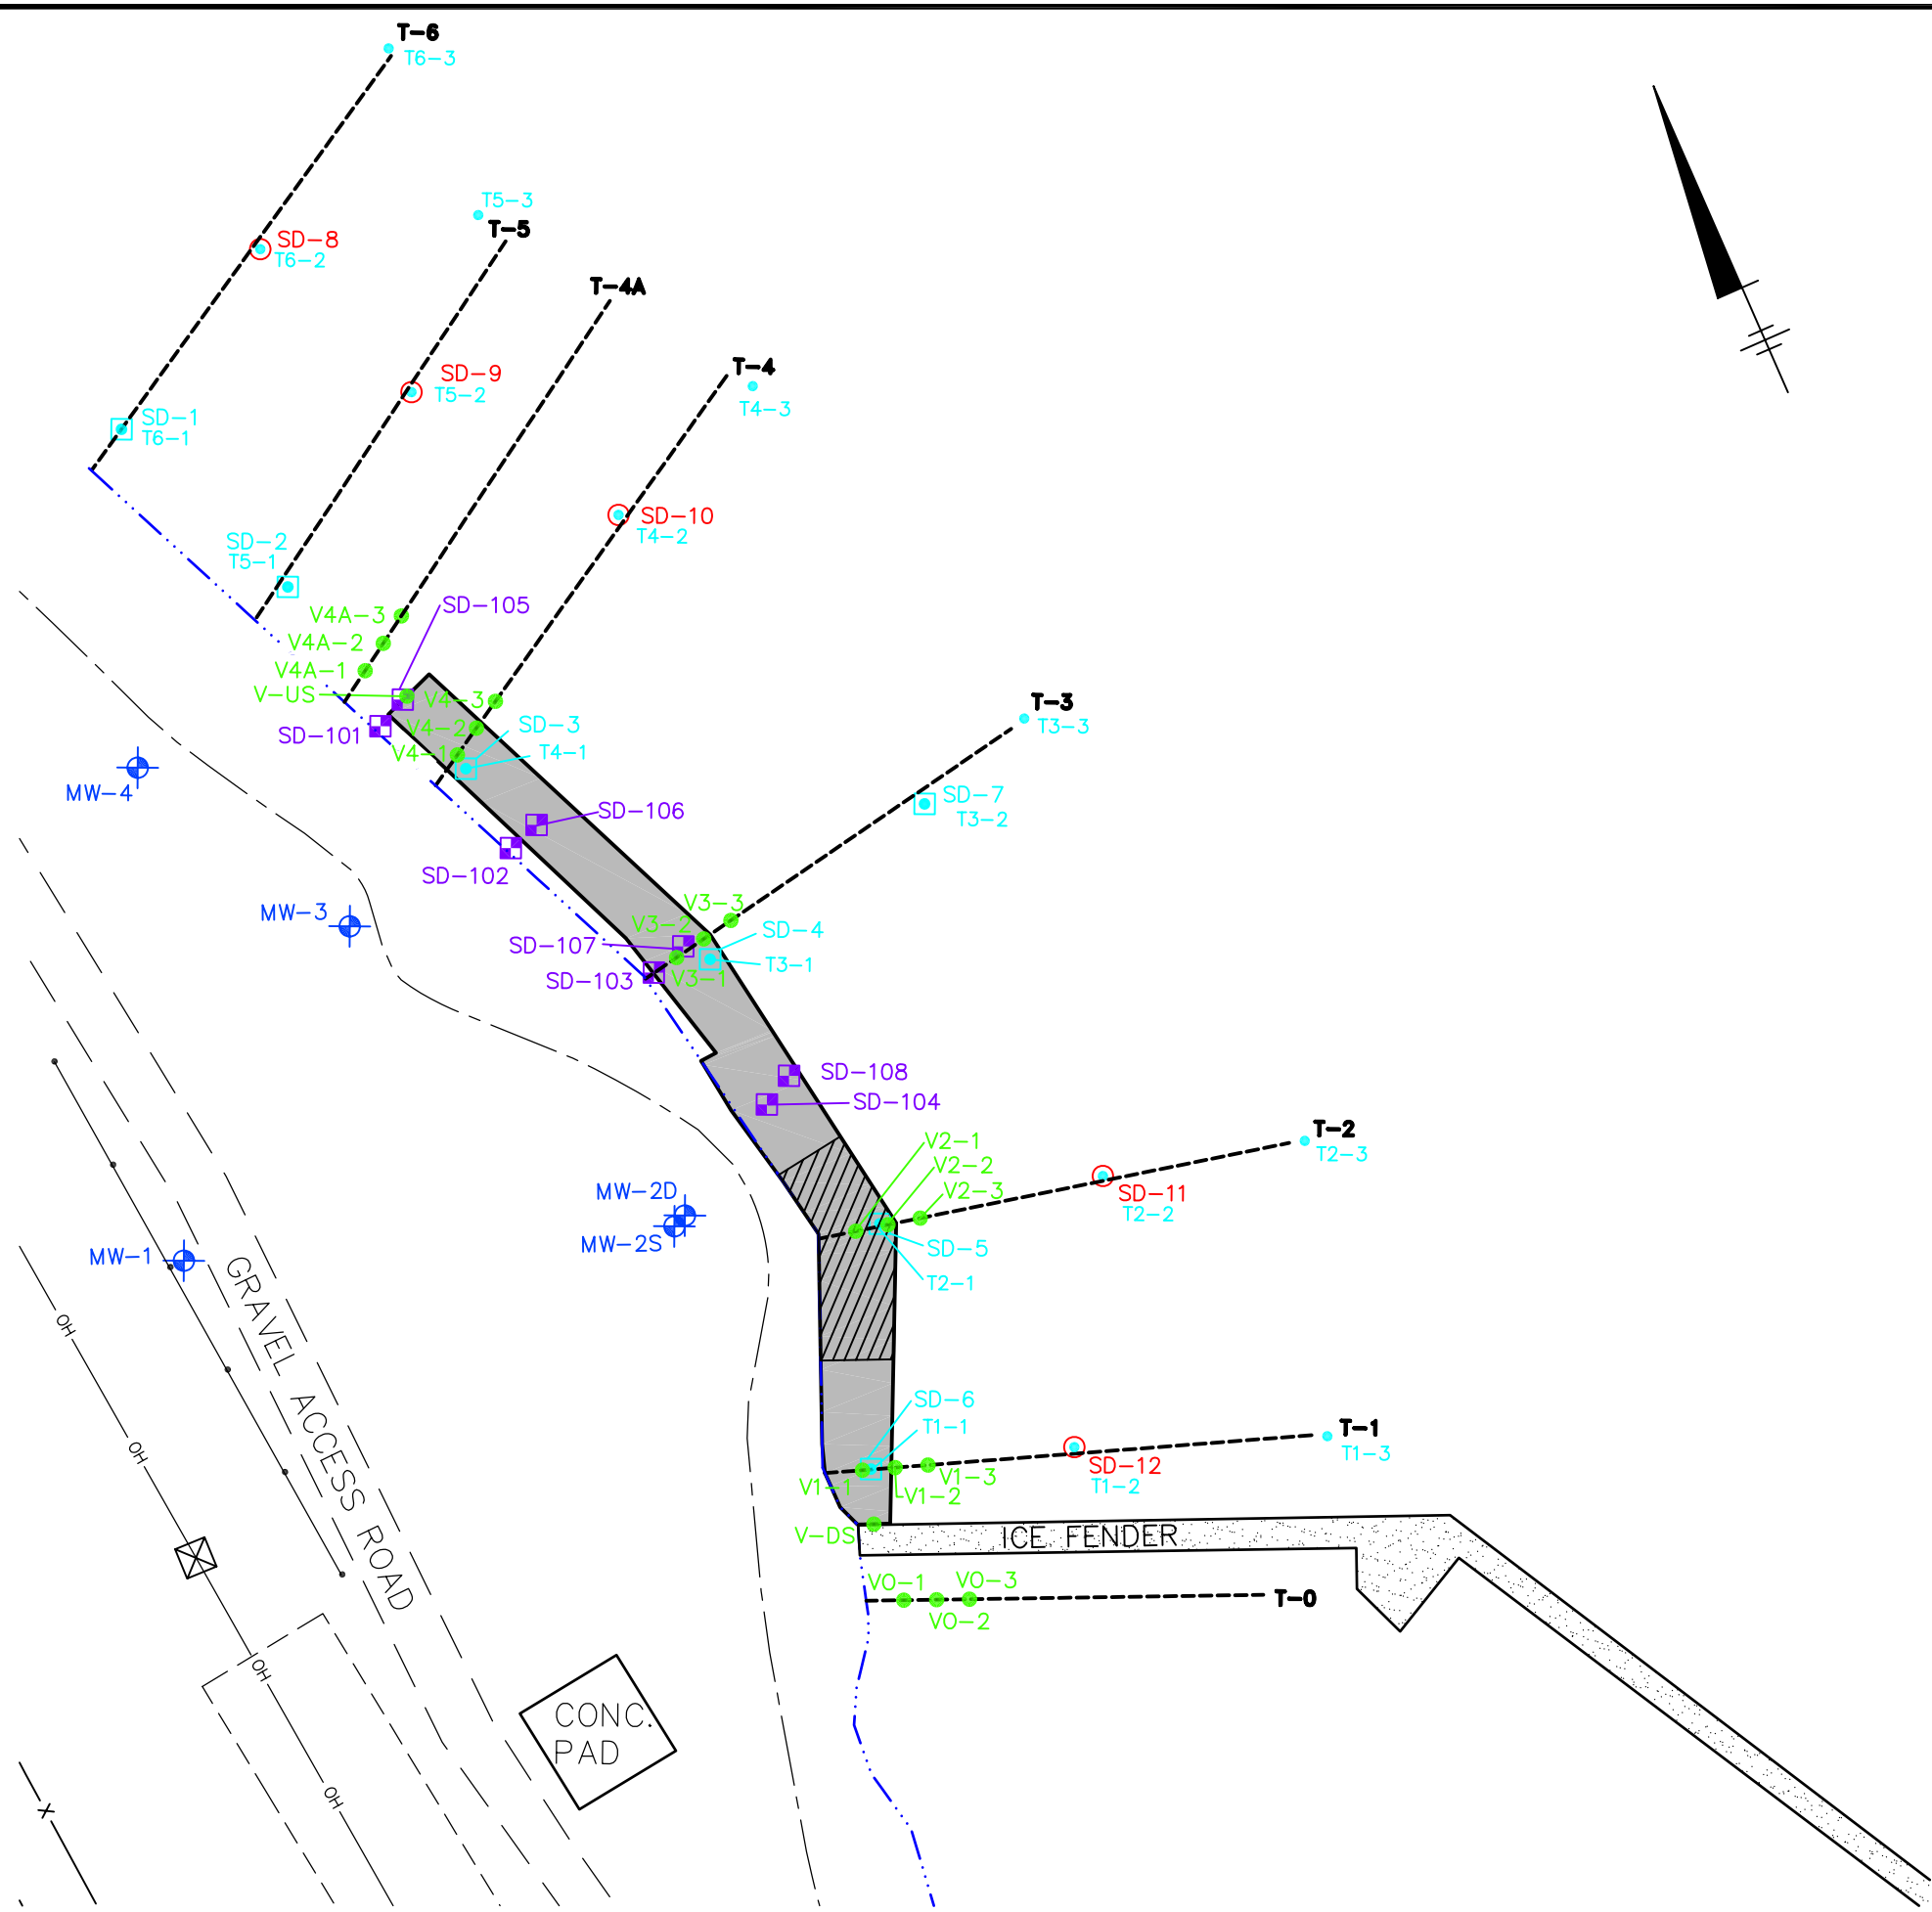 T-6
T6-3
T5-3
T-5
SD-8
T6-2
T-4A
T-4
SD-9
T5-2
T4-3
SD-1
T6-1
SD-10
T4-2
SD-2
T5-1
V4A-3
SD-105
V4A-2
V4A-1
V-US
V4-3
T-3
T3-3
SD-101
V4-2
SD-3
V4-1
T4-1
MW-4
SD-7
T3-2
SD-106
SD-102
MW-3
V3-3
V3-2
SD-4
SD-107
T3-1
SD-103
V3-1
SD-108
SD-104
T-2
T2-3
V2-1
V2-2
V2-3
MW-2D
SD-11
T2-2
MW-2S
SD-5
MW-1
T2-1
OH
GRAVEL ACCESS ROAD
SD-6
T1-1
T-1
T1-3
OH
SD-12
T1-2
V1-1
V1-3
V1-2
V-DS
ICE FENDER
VO-1
VO-3
T-0
VO-2
OH
CONC.
PAD
OH
X